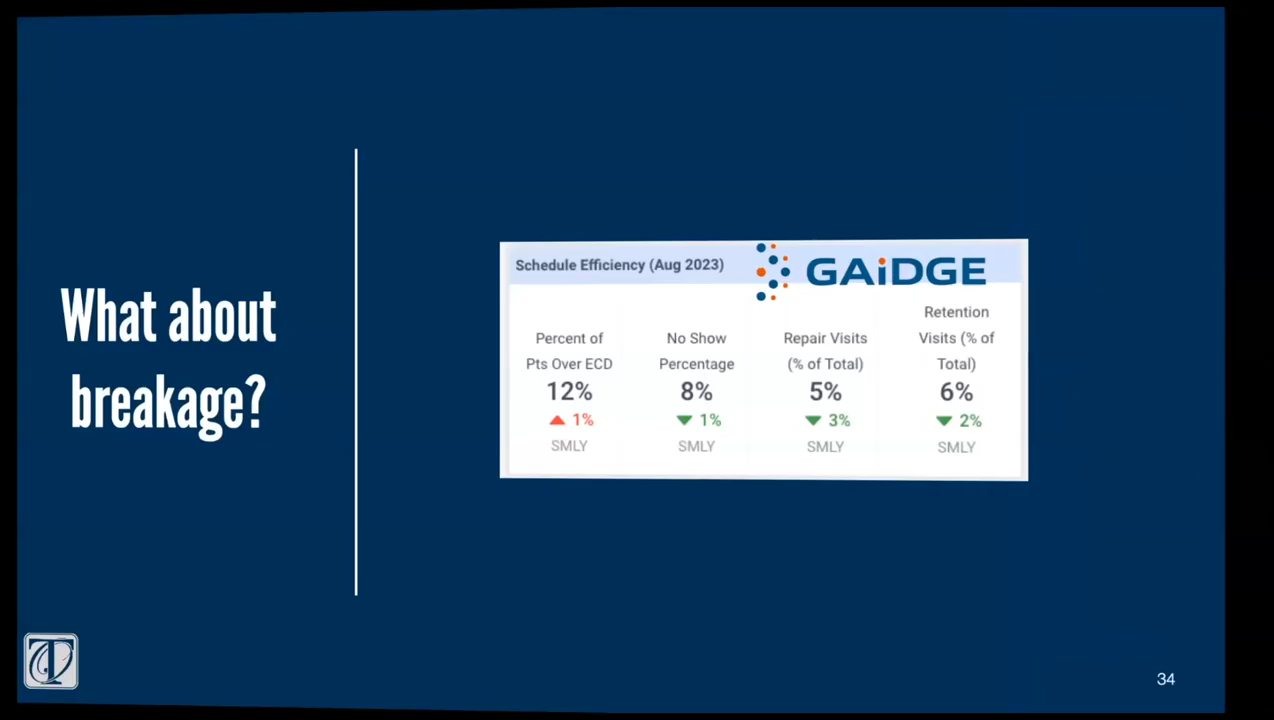 What about
breakage?
Schedule Efficiency (Aug 2023)
GAiDGE
Percent of
Pts Over ECD
12%
▲ 1%
SMLY
No Show
Percentage
8%
▼ 1%
SMLY
Repair Visits
(% of Total)
5%
▼ 3%
SMLY
Retention
Visits (% of
Total)
6%
▼ 2%
SMLY
34